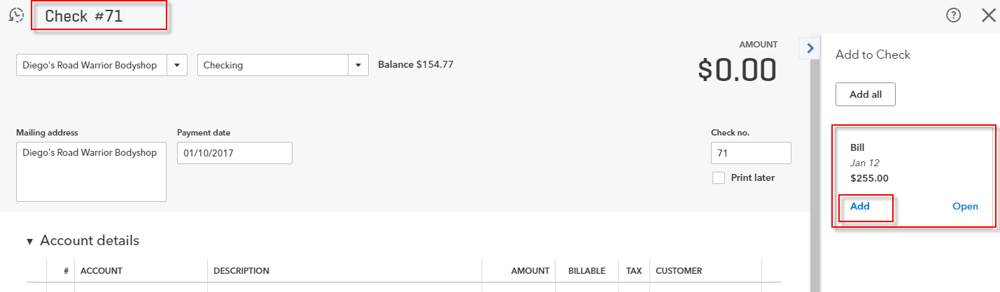 Check #71
AMOUNT
$0.00
Diego's Road Warrior Bodyshop
Checking
Balance $154.77
Mailing address
Diego's Road Warrior Bodyshop
Payment date
01/10/2017
Check no.
71
Print later
Account details
# ACCOUNT DESCRIPTION AMOUNT BILLABLE TAX CUSTOMER
Add to Check
Add all
Bill
Jan 12
$255.00
Add Open